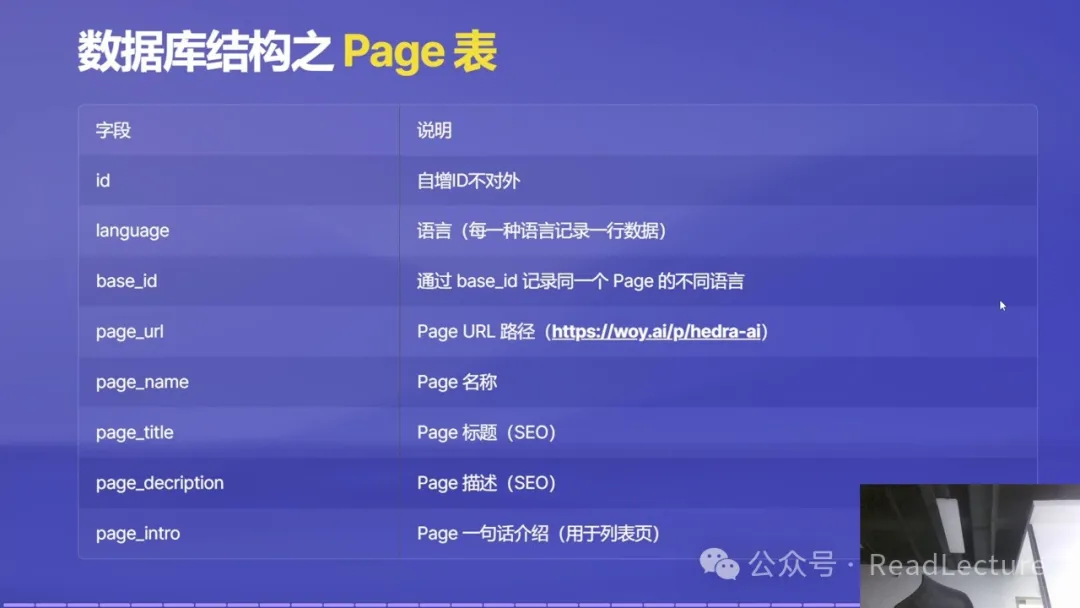 数据库结构之 Page 表
字段 说明
id 自增ID不对外
language 语言（每一种语言记录一行数据）
base_id 通过 base_id 记录同一个 Page 的不同语言
page_url Page URL 路径（https://woy.ai/p/hedra-ai）
page_name Page 名称
page_title Page 标题（SEO）
page_decription Page 描述（SEO）
page_intro Page 一句话介绍（用于列表页）
公众号 · ReadLecture